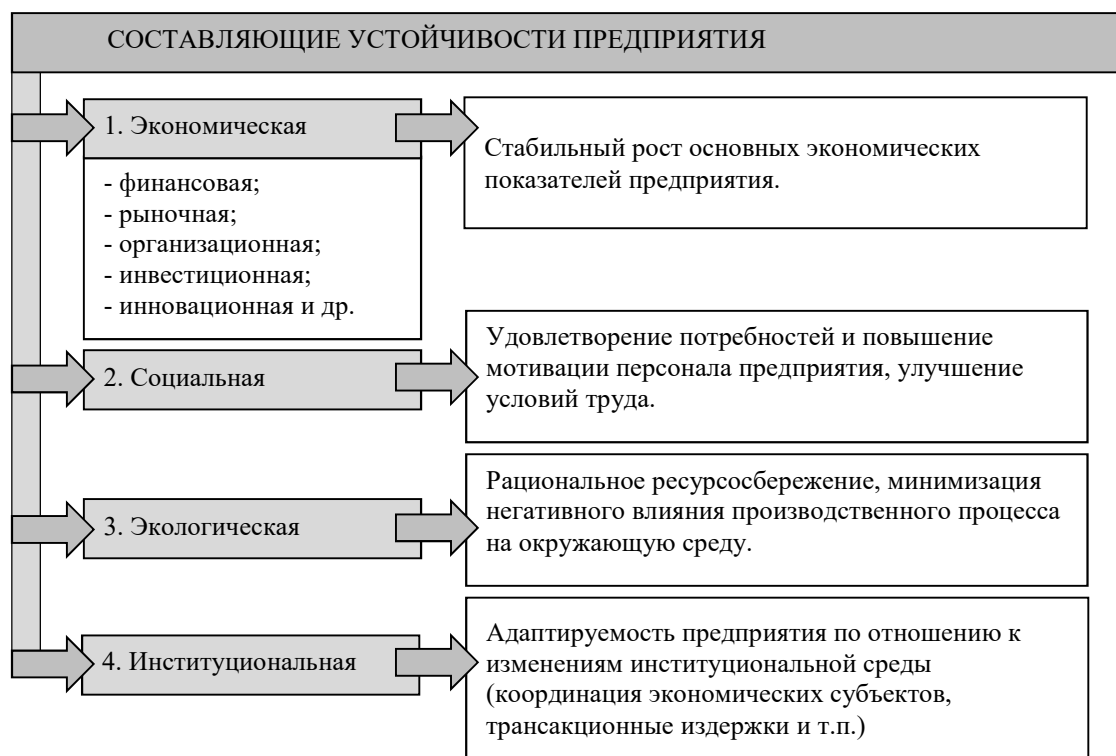 СОСТАВЛЯЮЩИЕ УСТОЙЧИВОСТИ ПРЕДПРИЯТИЯ
1. Экономическая
- финансовая;
- рыночная;
- организационная;
- инвестиционная;
- инновационная и др.
Стабильный рост основных экономических
показателей предприятия.
2. Социальная
Удовлетворение потребностей и повышение
мотивации персонала предприятия, улучшение
условий труда.
3. Экологическая
Рациональное ресурсосбережение, минимизация
негативного влияния производственного процесса
на окружающую среду.
4. Институциональная
Адаптируемость предприятия по отношению к
изменениям институциональной среды
(координация экономических субъектов,
трансакционные издержки и т.п.)